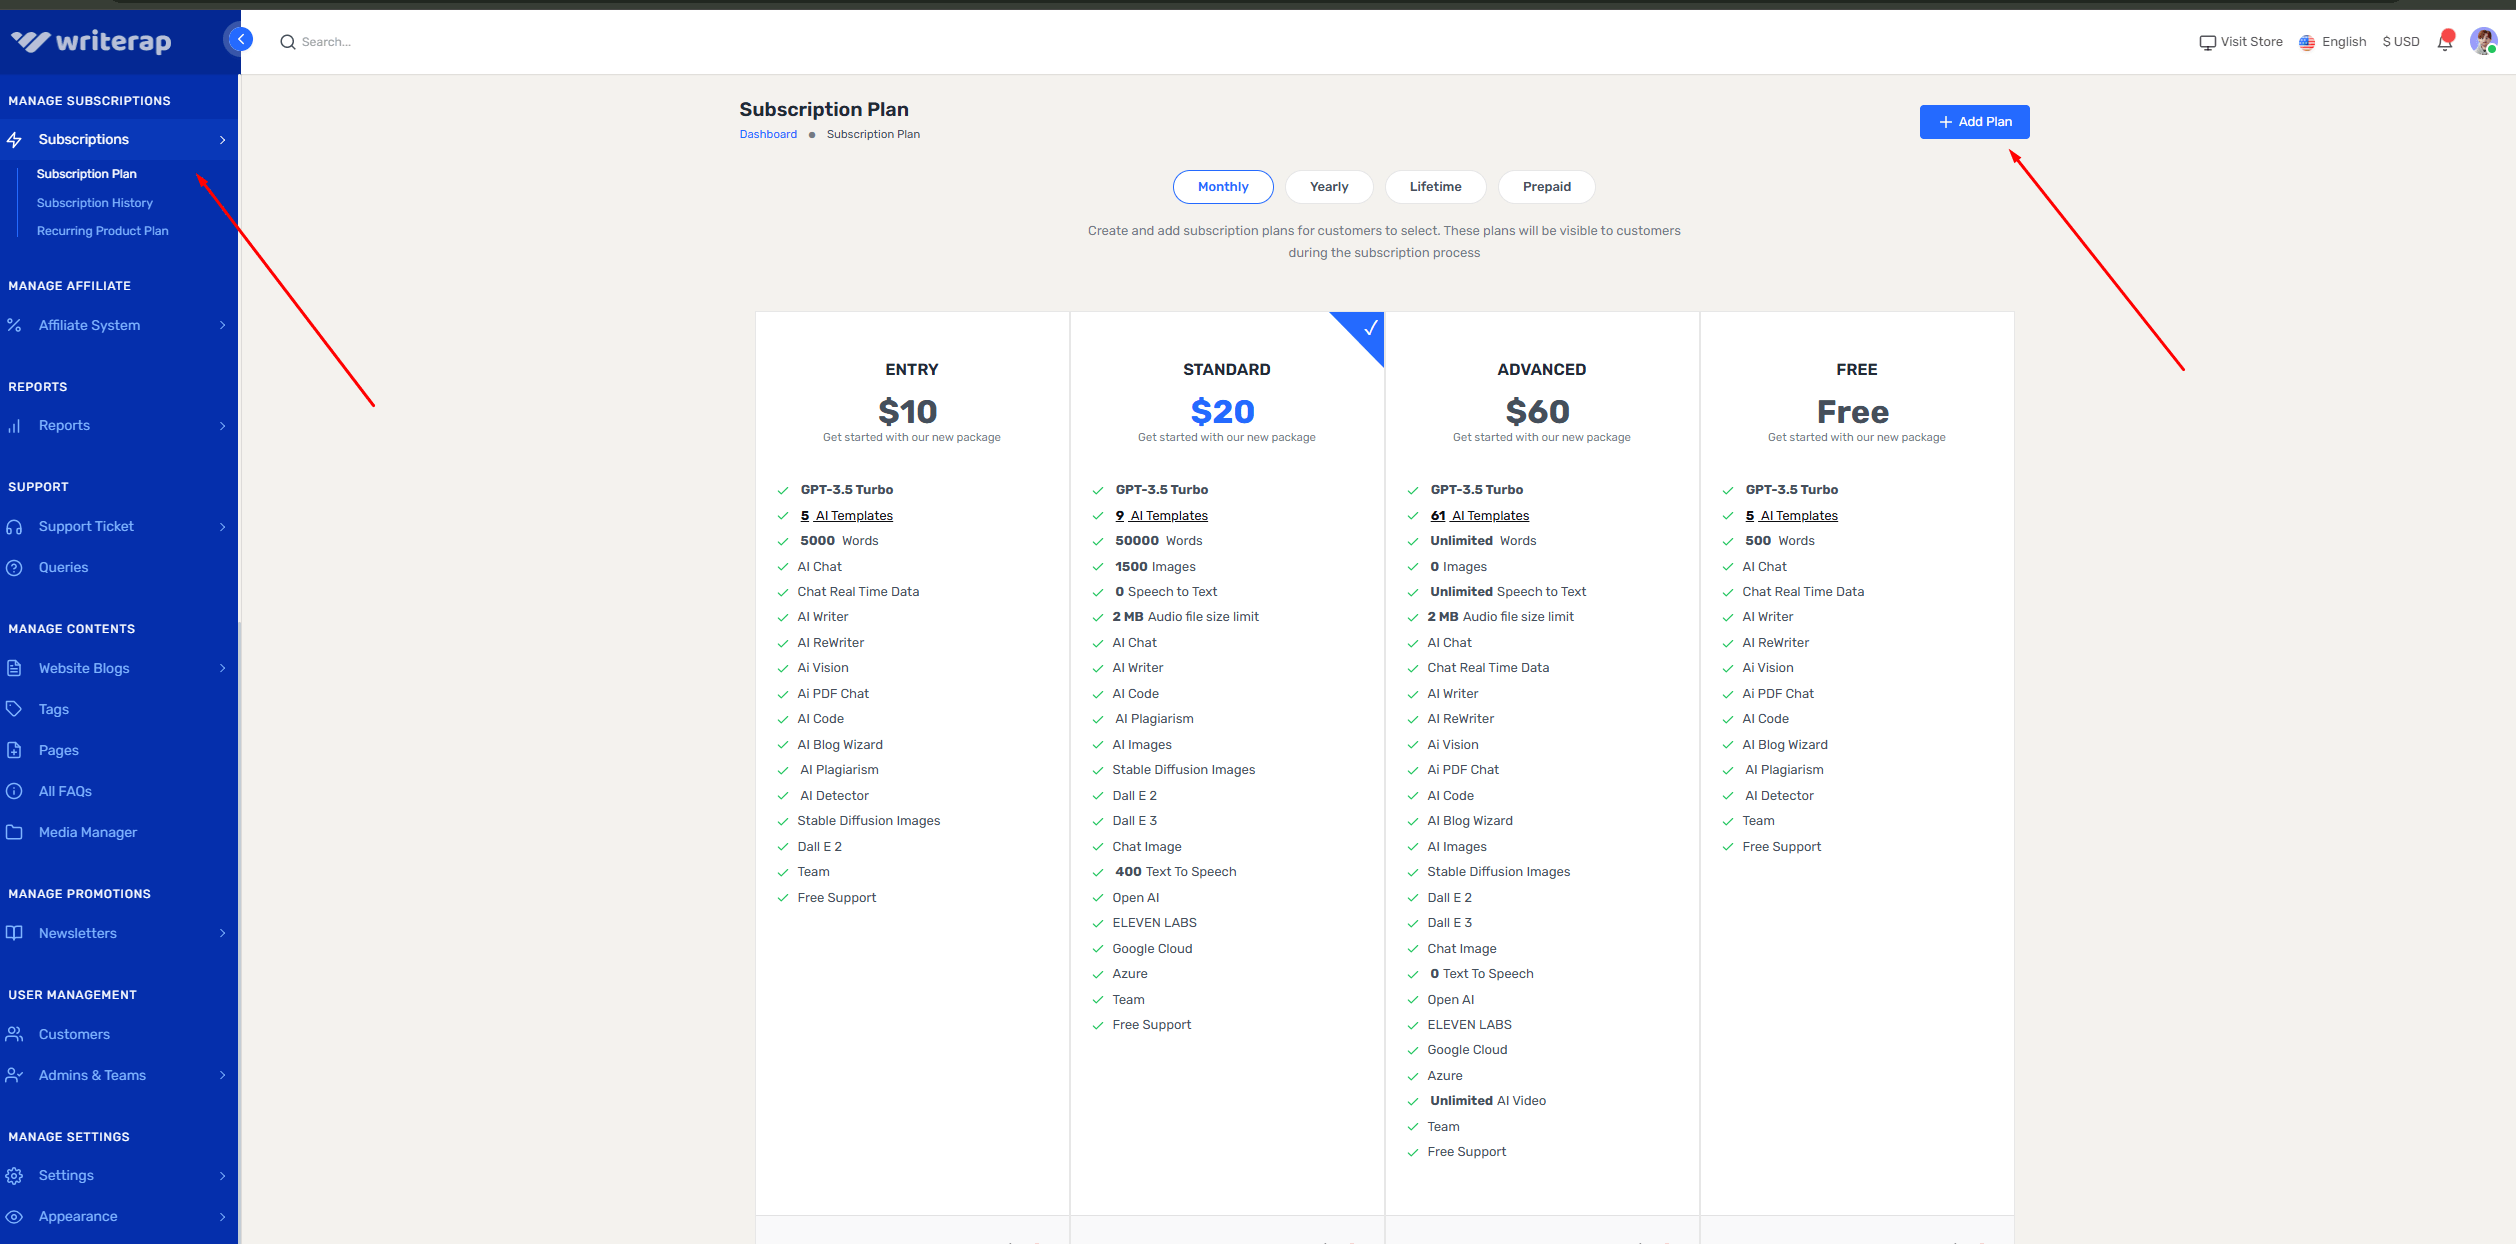 writerap
Search...
Visit Store
English
$ USD
MANAGE SUBSCRIPTIONS
Subscriptions
Subscription Plan
Subscription History
Recurring Product Plan
MANAGE AFFILIATE
Affiliate System
REPORTS
Reports
SUPPORT
Support Ticket
Queries
MANAGE CONTENTS
Website Blogs
Tags
Pages
All FAQs
Media Manager
MANAGE PROMOTIONS
Newsletters
USER MANAGEMENT
Customers
Admins & Teams
MANAGE SETTINGS
Settings
Appearance
Subscription Plan
Dashboard
Subscription Plan
Add Plan
Monthly
Yearly
Lifetime
Prepaid
Create and add subscription plans for customers to select. These plans will be visible to customers
during the subscription process
ENTRY
$10
Get started with our new package
GPT-3.5 Turbo
5 AI Templates
5000 Words
AI Chat
Chat Real Time Data
AI Writer
AI ReWriter
Ai Vision
Ai PDF Chat
AI Code
AI Blog Wizard
AI Plagiarism
AI Detector
Stable Diffusion Images
Dall E 2
Team
Free Support
STANDARD
$20
Get started with our new package
GPT-3.5 Turbo
9 AI Templates
50000 Words
1500 Images
0 Speech to Text
2 MB Audio file size limit
AI Chat
AI Writer
AI Code
AI Plagiarism
AI Images
Stable Diffusion Images
Dall E 2
Dall E 3
Chat Image
400 Text To Speech
Open AI
ELEVEN LABS
Google Cloud
Azure
Team
Free Support
ADVANCED
$60
Get started with our new package
GPT-3.5 Turbo
61 AI Templates
Unlimited Words
0 Images
Unlimited Speech to Text
2 MB Audio file size limit
AI Chat
Chat Real Time Data
AI Writer
AI ReWriter
Ai Vision
Ai PDF Chat
AI Code
AI Blog Wizard
AI Images
Stable Diffusion Images
Dall E 2
Dall E 3
Chat Image
0 Text To Speech
Open AI
ELEVEN LABS
Google Cloud
Azure
Unlimited AI Video
Team
Free Support
FREE
Free
Get started with our new package
GPT-3.5 Turbo
5 AI Templates
500 Words
AI Chat
Chat Real Time Data
AI Writer
AI ReWriter
Ai Vision
Ai PDF Chat
AI Code
AI Blog Wizard
AI Plagiarism
AI Detector
Team
Free Support